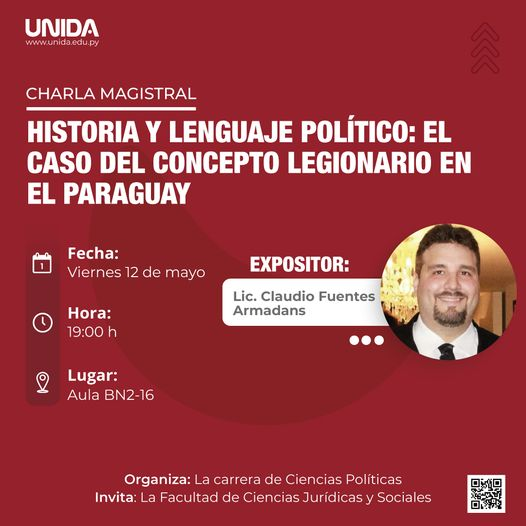 UNIDA
www.unida.edu.py
CHARLA MAGISTRAL
HISTORIA Y LENGUAJE POLÍTICO: EL
CASO DEL CONCEPTO LEGIONARIO EN
EL PARAGUAY
Fecha:
Viernes 12 de mayo
Hora:
19:00 h
Lugar:
Aula BN2-16
EXPOSITOR:
Lic. Claudio Fuentes
Armadans
Organiza: La carrera de Ciencias Políticas
Invita: La Facultad de Ciencias Jurídicas y Sociales